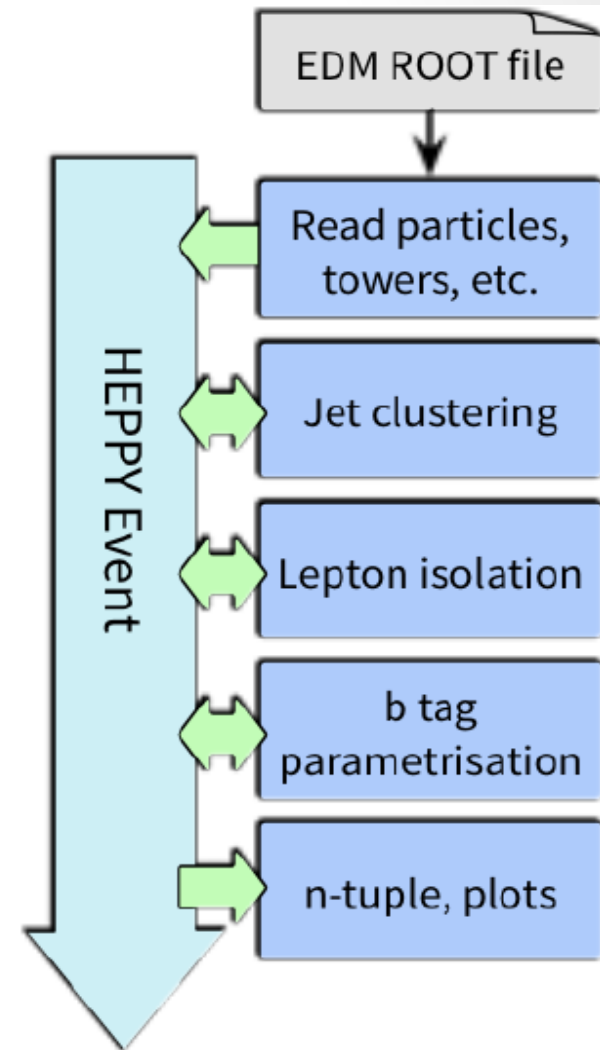 EDM ROOT file
Read particles,
towers, etc.
HEPPY Event
Jet clustering
Lepton isolation
b tag
parametrisation
n-tuple, plots